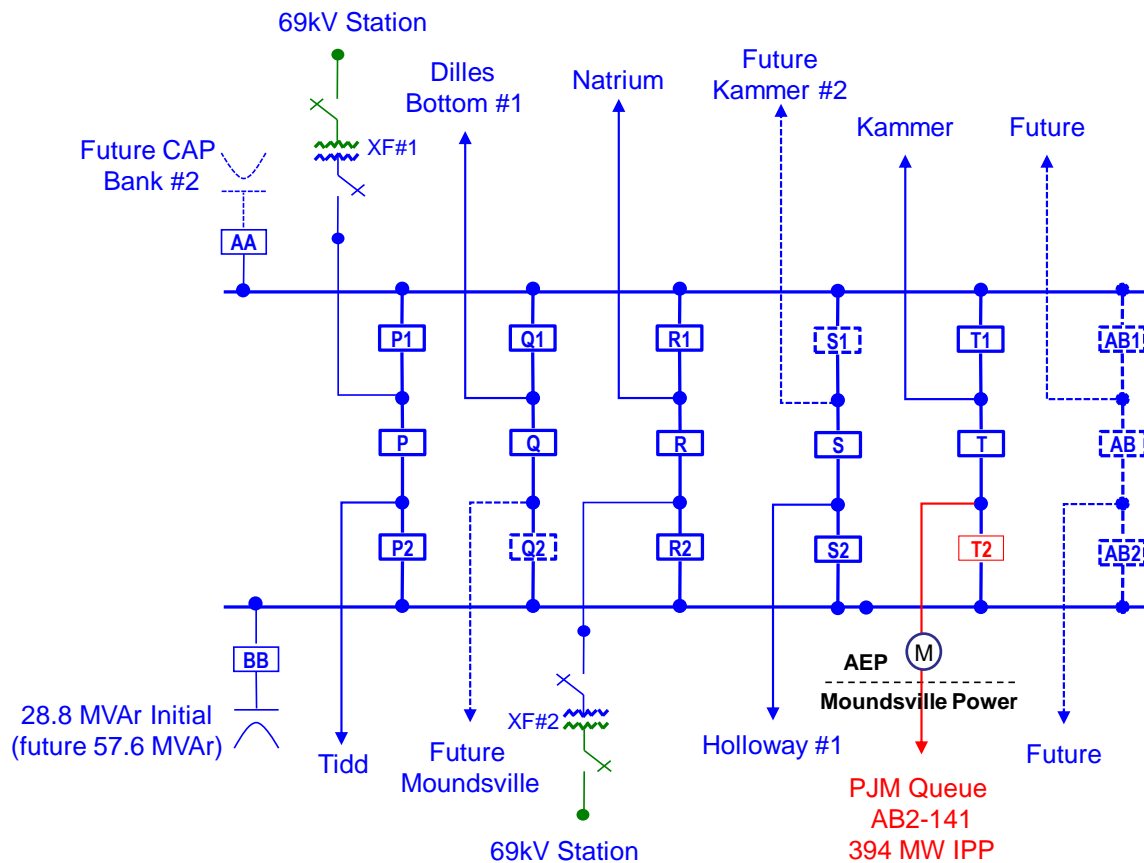 69kV Station
Dilles
Bottom #1
Natrium
Future
Kammer #2
Kammer
Future
Future CAP
Bank #2
XF#1
AA
P1
Q1
R1
S1
T1
AB1
P
Q
R
S
T
AB
P2
Q2
R2
S2
T2
AB2
BB
M
AEP
Moundsville Power
28.8 MVAr Initial
(future 57.6 MVAr)
Tidd
Future
Moundsville
XF#2
Holloway #1
Future
PJM Queue
AB2-141
394 MW IPP
69kV Station